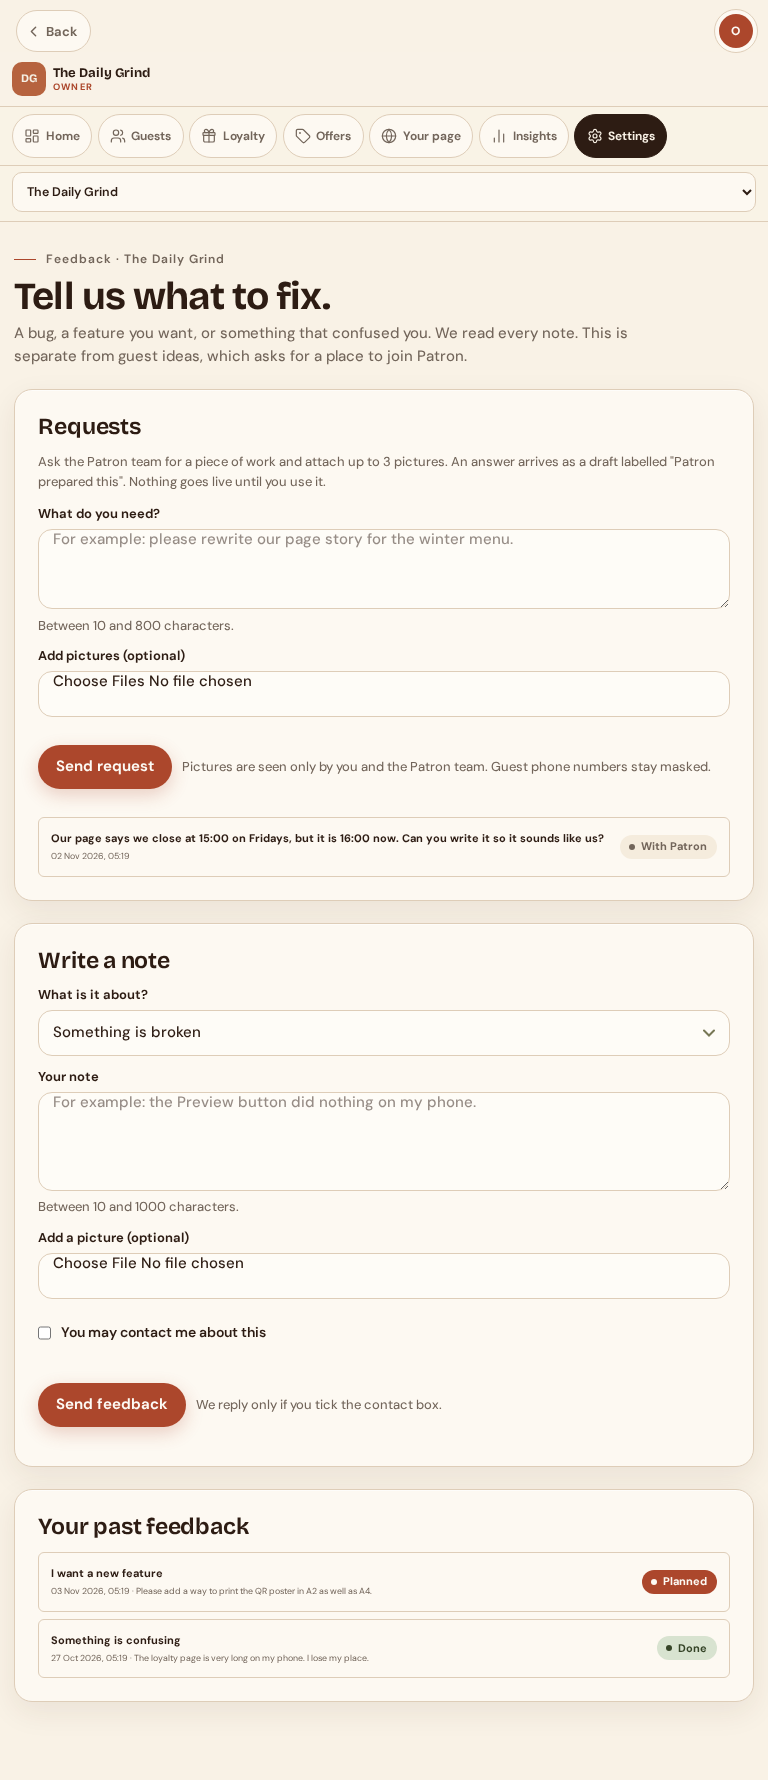 Back
O
DG
The Daily Grind
OWNER
Home
Guests
Loyalty
Offers
Your page
Insights
Settings
The Daily Grind
Feedback · The Daily Grind
Tell us what to fix.
A bug, a feature you want, or something that confused you. We read every note. This is
separate from guest ideas, which asks for a place to join Patron.
Requests
Ask the Patron team for a piece of work and attach up to 3 pictures. An answer arrives as a draft labelled "Patron
prepared this". Nothing goes live until you use it.
What do you need?
For example: please rewrite our page story for the winter menu.
Between 10 and 800 characters.
Add pictures (optional)
Choose Files No file chosen
Send request
Pictures are seen only by you and the Patron team. Guest phone numbers stay masked.
Our page says we close at 15:00 on Fridays, but it is 16:00 now. Can you write it so it sounds like us?
02 Nov 2026, 05:19
With Patron
Write a note
What is it about?
Something is broken
Your note
For example: the Preview button did nothing on my phone.
Between 10 and 1000 characters.
Add a picture (optional)
Choose File No file chosen
You may contact me about this
Send feedback
We reply only if you tick the contact box.
Your past feedback
I want a new feature
03 Nov 2026, 05:19 · Please add a way to print the QR poster in A2 as well as A4.
Planned
Something is confusing
27 Oct 2026, 05:19 · The loyalty page is very long on my phone. I lose my place.
Done